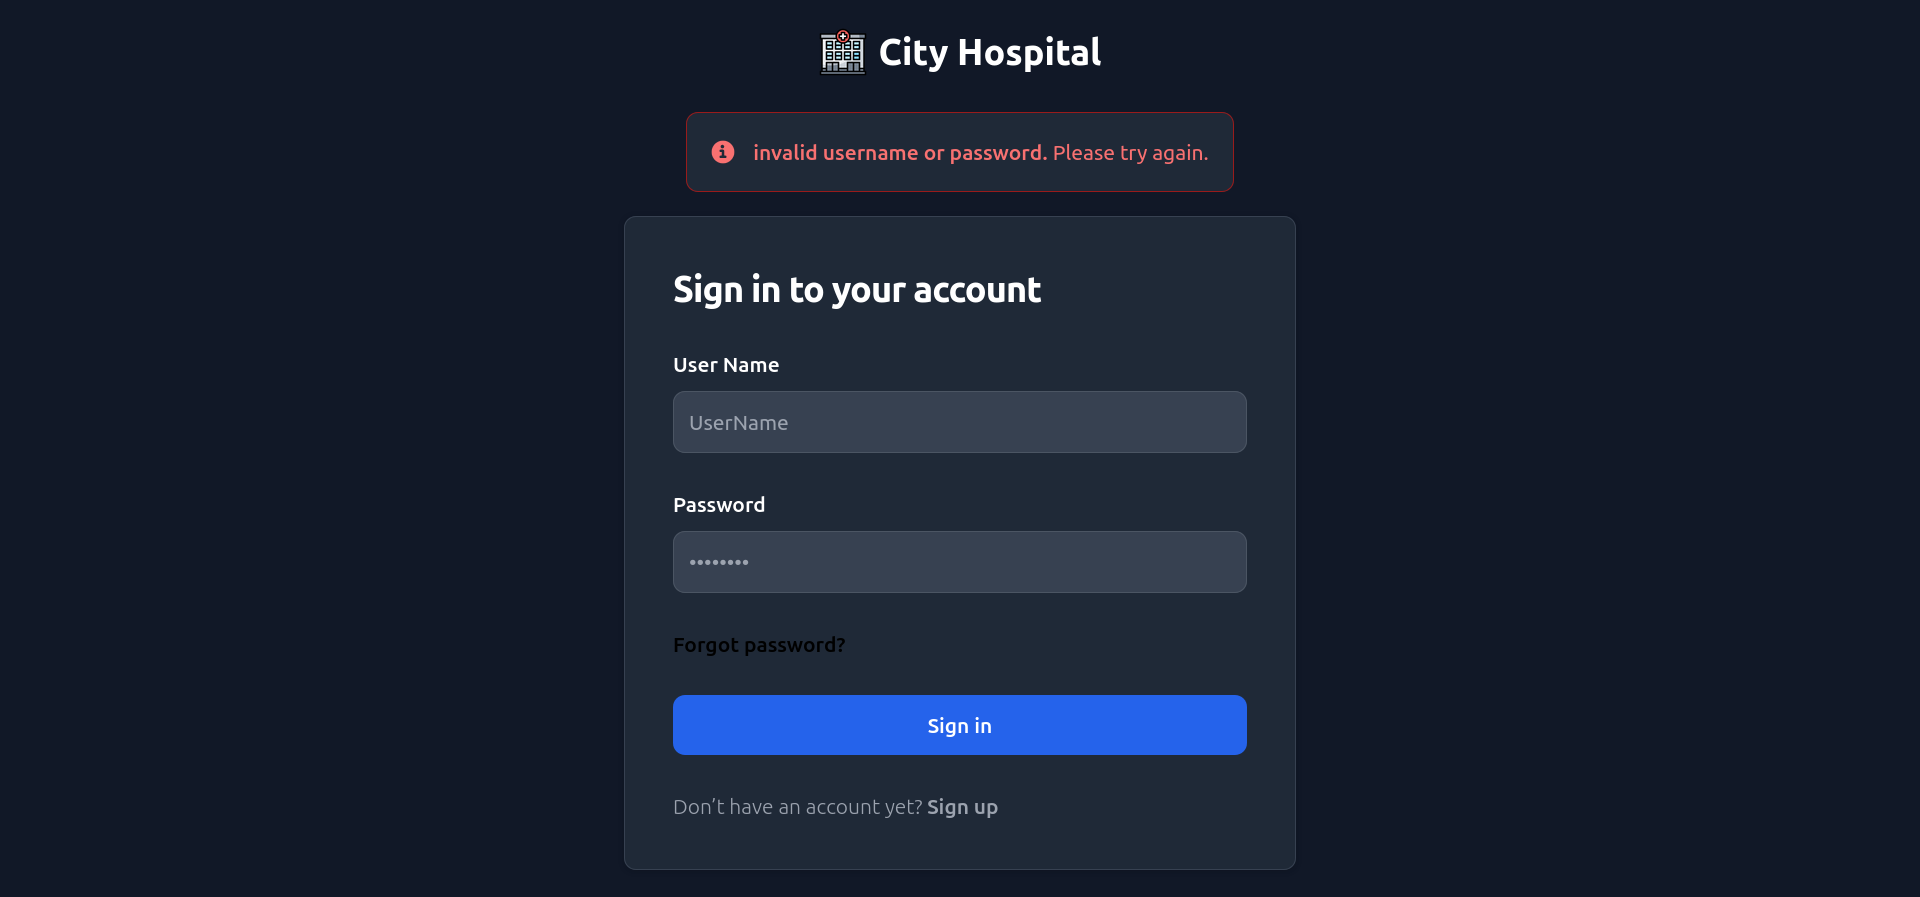 City Hospital
invalid username or password. Please try again.
Sign in to your account
User Name
UserName
Password
••••••••
Forgot password?
Sign in
Don’t have an account yet? Sign up